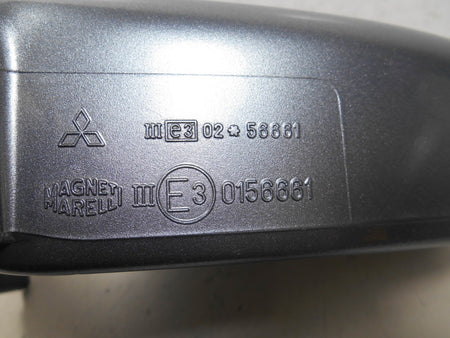 III e3 02*56661
MAGNETI
MARELLI
III E3 0156661